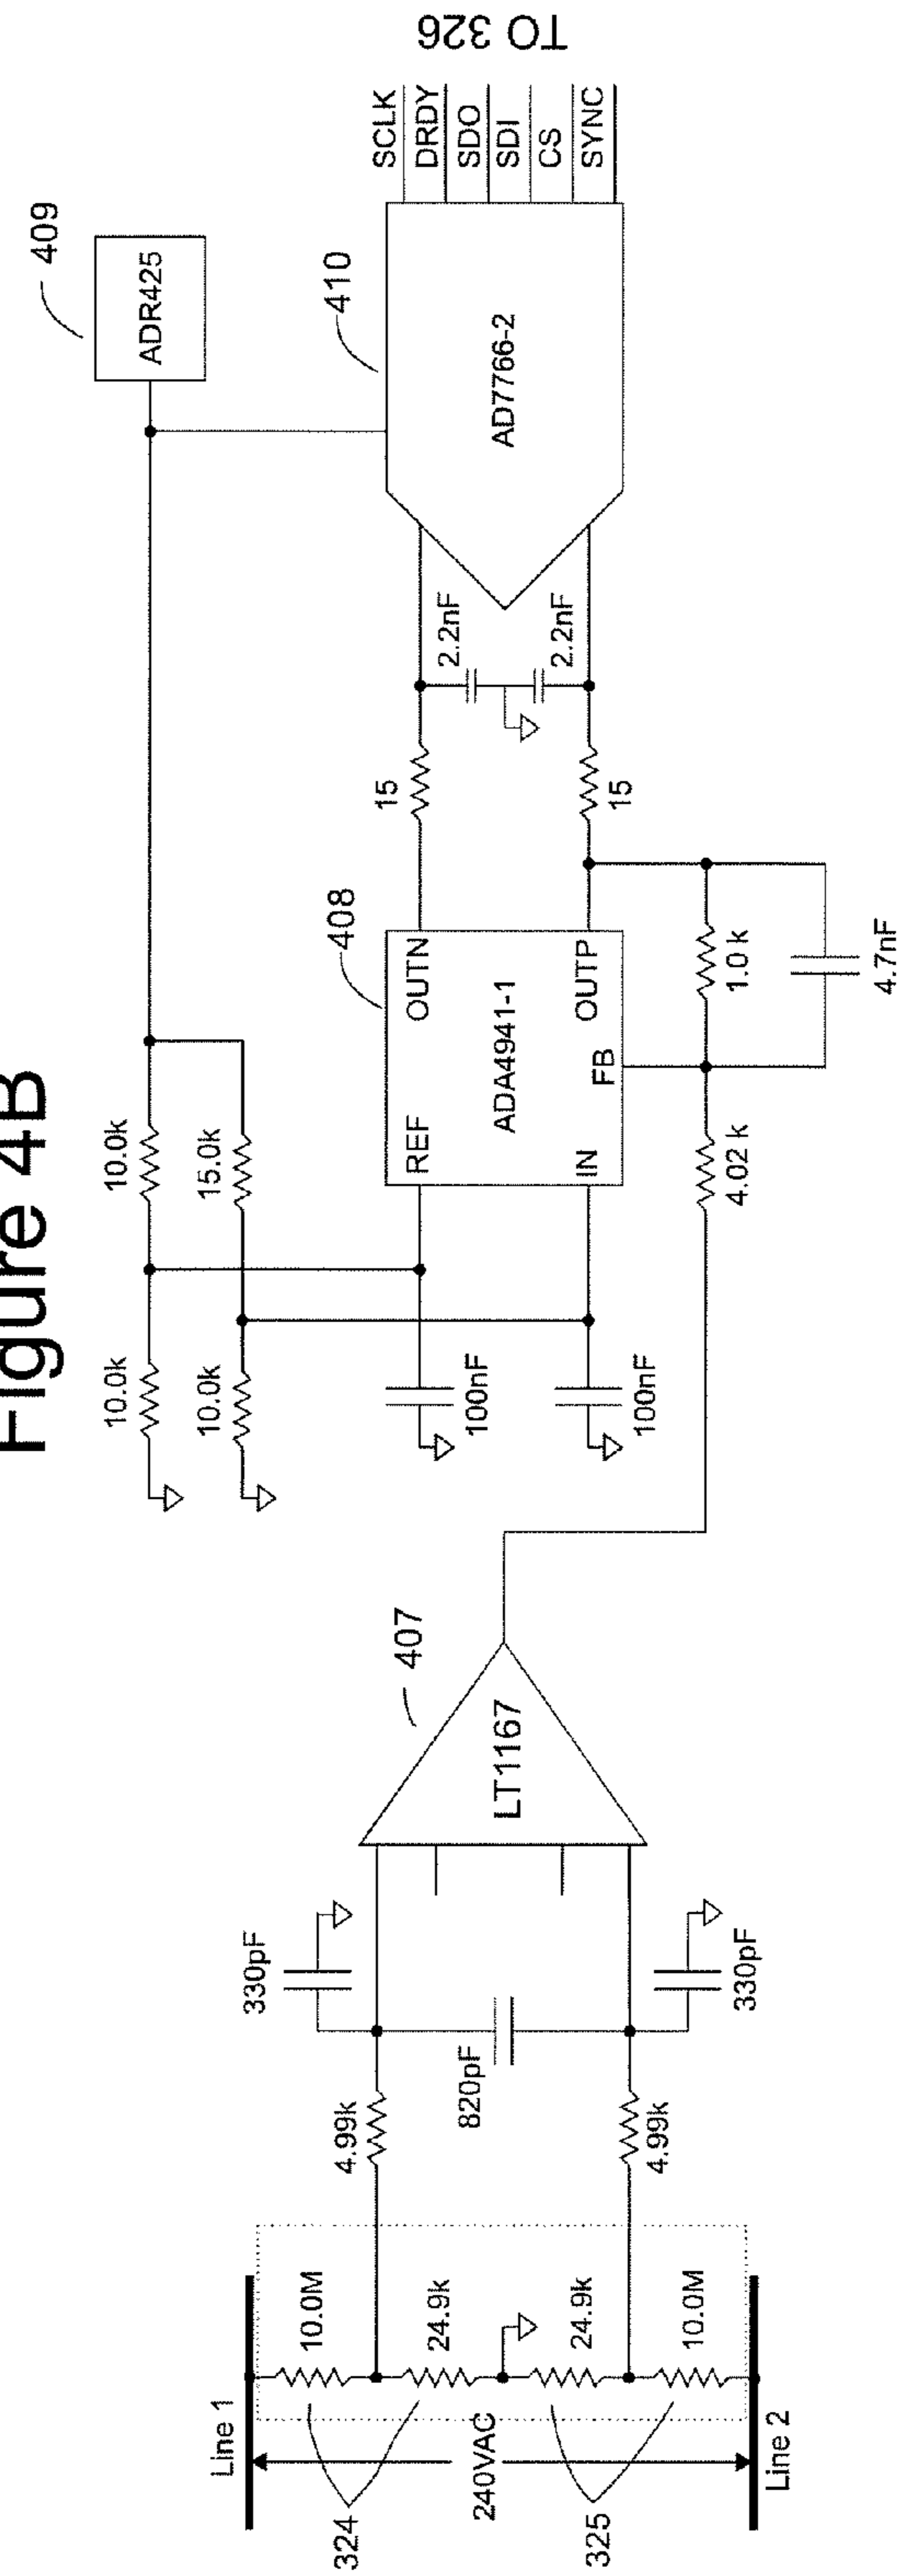 Figure 4B
Line 1
10.0M
24.9k
324
240VAC
24.9k
325
10.0M
Line 2
4.99k
330pF
820pF
4.99k
330pF
LT1167
407
10.0k
10.0k
10.0k
15.0k
100nF
100nF
REF
OUTN
408
ADA4941-1
IN
FB
OUTP
4.02 k
1.0 k
4.7nF
15
15
2.2nF
2.2nF
409
ADR425
410
AD7766-2
SCLK
DRDY
SDO
SDI
CS
SYNC
TO 326